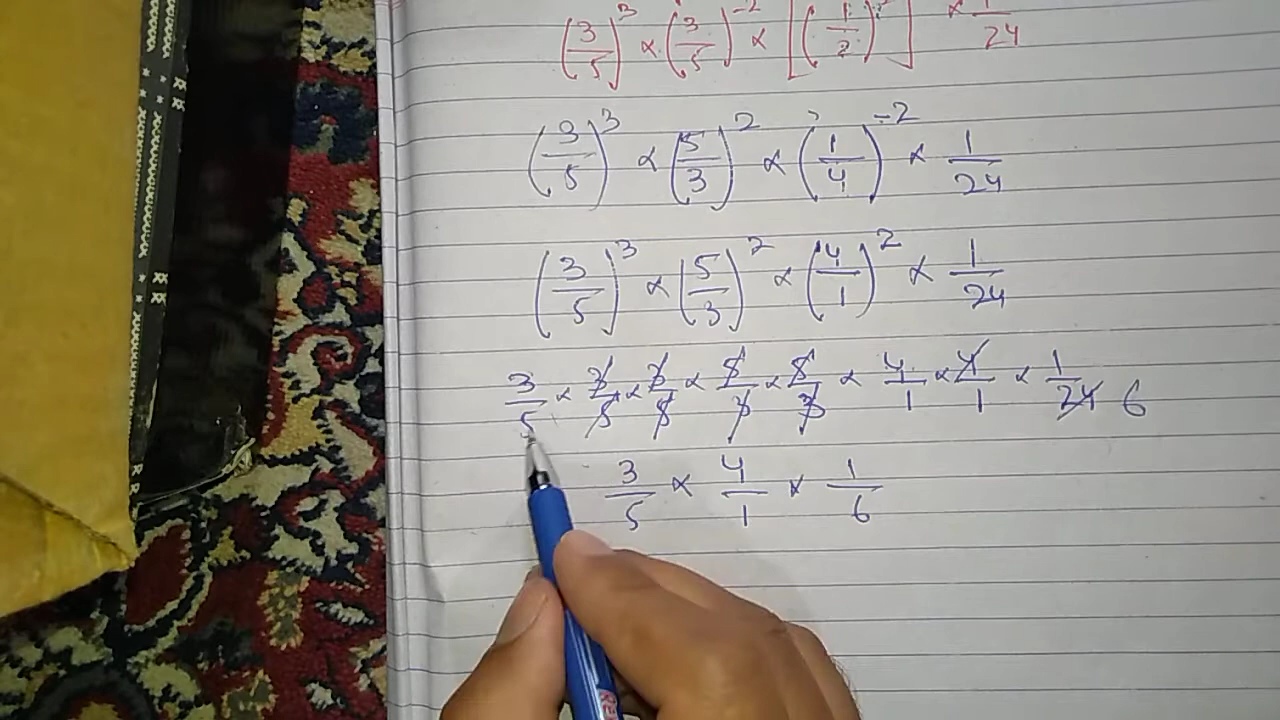 (3/5)³ × (3/5)⁻² × [(1/2)²] × 1/24
(3/5)³ × (5/3)² × (1/4)⁻² × 1/24
(3/5)³ × (5/3)² × (4/1)² × 1/24
3/5 × 3/5 × 3/5 × 5/3 × 5/3 × 4/1 × 4/1 × 1/24 6
3/5 × 4/1 × 1/6